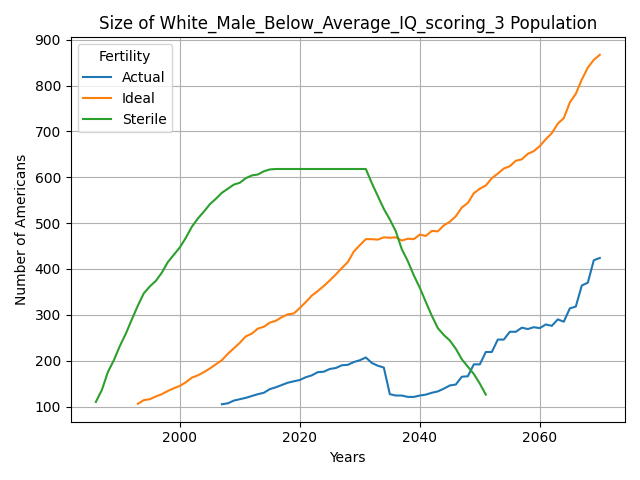 Size of White_Male_Below_Average_IQ_scoring_3 Population
Number of Americans
900
800
700
600
500
400
300
200
100
Fertility
Actual
Ideal
Sterile
2000
2020
2040
2060
Years